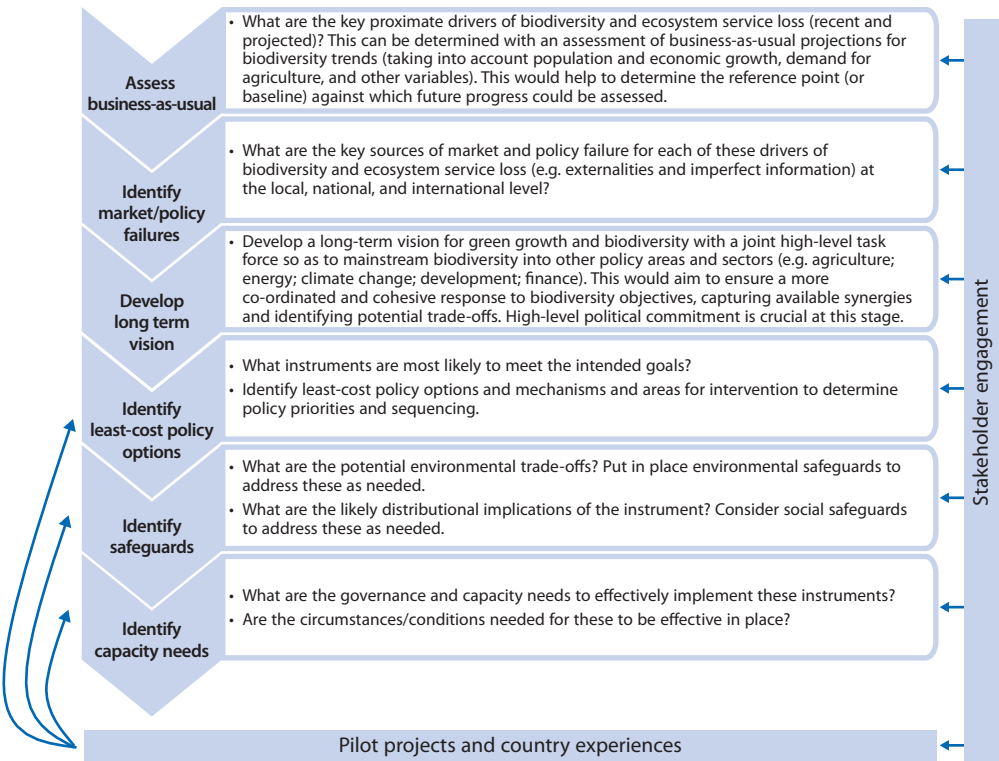 Assess
business-as-usual
• What are the key proximate drivers of biodiversity and ecosystem service loss (recent and
projected)? This can be determined with an assessment of business-as-usual projections for
biodiversity trends (taking into account population and economic growth, demand for
agriculture, and other variables). This would help to determine the reference point (or
baseline) against which future progress could be assessed.
Identify
market/policy
failures
• What are the key sources of market and policy failure for each of these drivers of
biodiversity and ecosystem service loss (e.g. externalities and imperfect information) at
the local, national, and international level?
Develop
long term
vision
• Develop a long-term vision for green growth and biodiversity with a joint high-level task
force so as to mainstream biodiversity into other policy areas and sectors (e.g. agriculture;
energy; climate change; development; finance). This would aim to ensure a more
co-ordinated and cohesive response to biodiversity objectives, capturing available synergies
and identifying potential trade-offs. High-level political commitment is crucial at this stage.
Identify
least-cost policy
options
• What instruments are most likely to meet the intended goals?
• Identify least-cost policy options and mechanisms and areas for intervention to determine
policy priorities and sequencing.
Identify
safeguards
• What are the potential environmental trade-offs? Put in place environmental safeguards to
address these as needed.
• What are the likely distributional implications of the instrument? Consider social safeguards
to address these as needed.
Identify
capacity needs
• What are the governance and capacity needs to effectively implement these instruments?
• Are the circumstances/conditions needed for these to be effective in place?
Stakeholder engagement
Pilot projects and country experiences